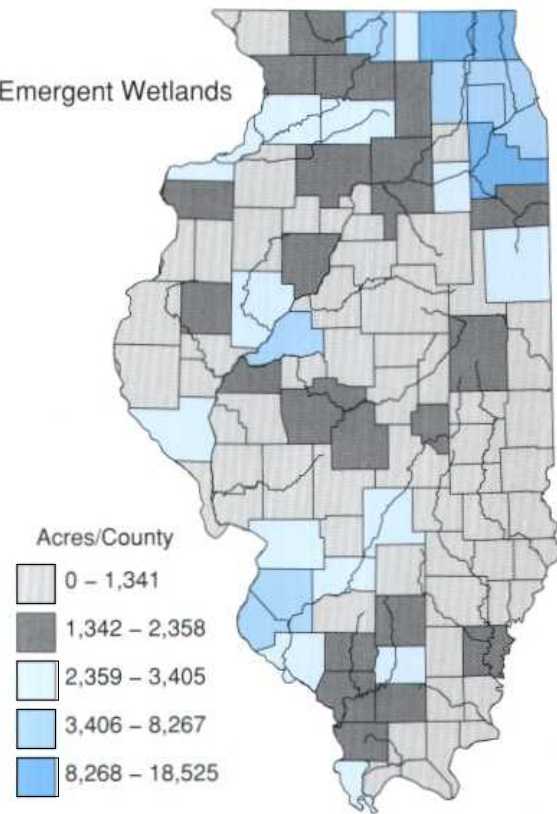 Emergent Wetlands
Acres/County
0 – 1,341
1,342 – 2,358
2,359 – 3,405
3,406 – 8,267
8,268 – 18,525